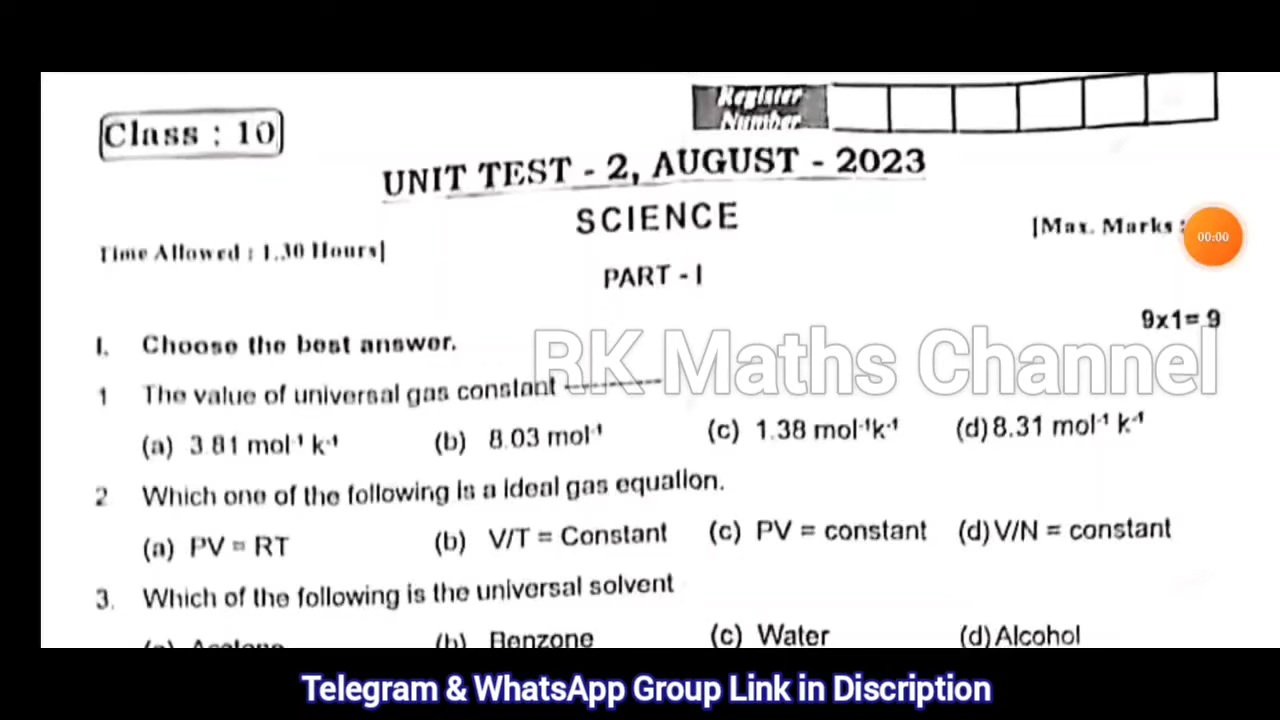 Register
Number
Class : 10
UNIT TEST - 2, AUGUST - 2023
SCIENCE
Time Allowed : 1.30 Hours]
[Max. Marks :
00:00
PART - I
9x1= 9
I. Choose the best answer.
RK Maths Channel
1 The value of universal gas constant ----------
(a) 3.81 mol⁻¹ k⁻¹ (b) 8.03 mol⁻¹ (c) 1.38 mol⁻¹k⁻¹ (d) 8.31 mol⁻¹ k⁻¹
2 Which one of the following is a ideal gas equation.
(a) PV = RT (b) V/T = Constant (c) PV = constant (d) V/N = constant
3. Which of the following is the universal solvent
(a) Acetone (b) Benzone (c) Water (d) Alcohol
Telegram & WhatsApp Group Link in Discription